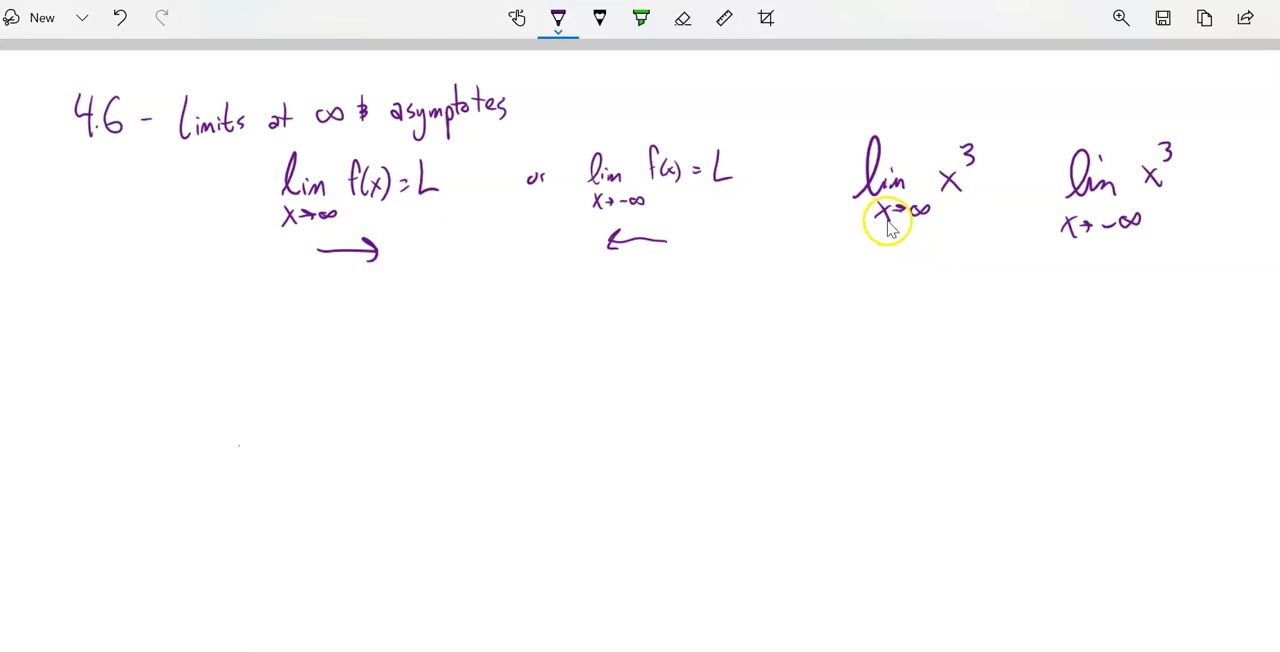 New
4.6 - Limits at ∞ & asymptotes
lim x→∞ f(x) = L or lim x→-∞ f(x) = L lim x→∞ x³ lim x→-∞ x³